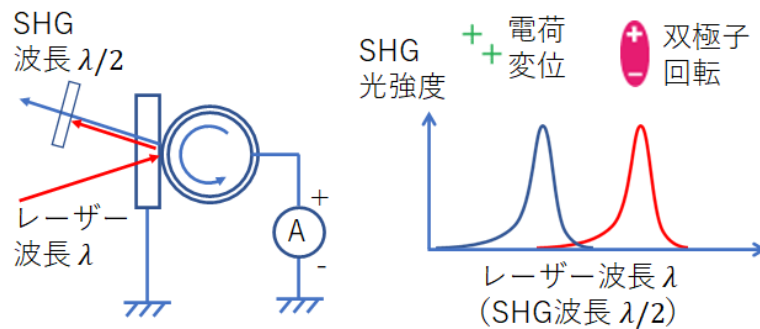 SHG
波長 λ/2
レーザー
波長 λ
+
A
-
SHG
光強度
++
電荷
変位
+
−
双極子
回転
レーザー波長 λ
(SHG波長 λ/2)